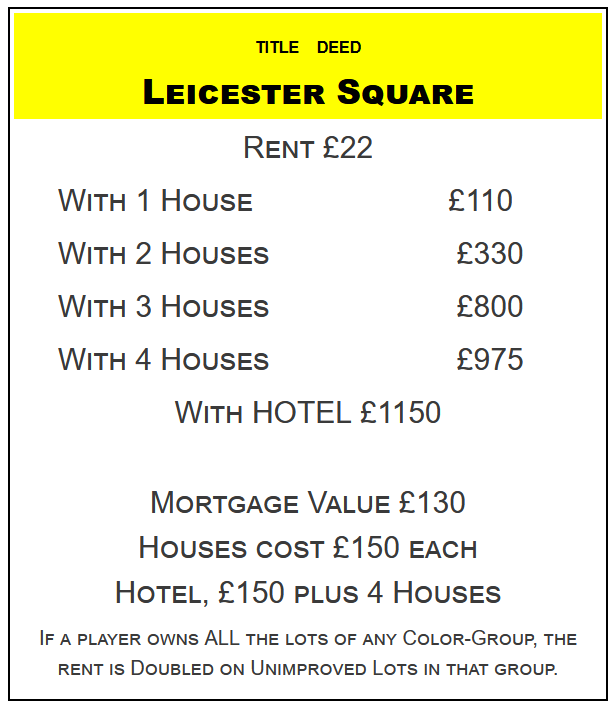 TITLE DEED
LEICESTER SQUARE
RENT £22
WITH 1 HOUSE £110
WITH 2 HOUSES £330
WITH 3 HOUSES £800
WITH 4 HOUSES £975
WITH HOTEL £1150
MORTGAGE VALUE £130
HOUSES COST £150 EACH
HOTEL, £150 PLUS 4 HOUSES
IF A PLAYER OWNS ALL THE LOTS OF ANY COLOR-GROUP, THE
RENT IS DOUBLED ON UNIMPROVED LOTS IN THAT GROUP.